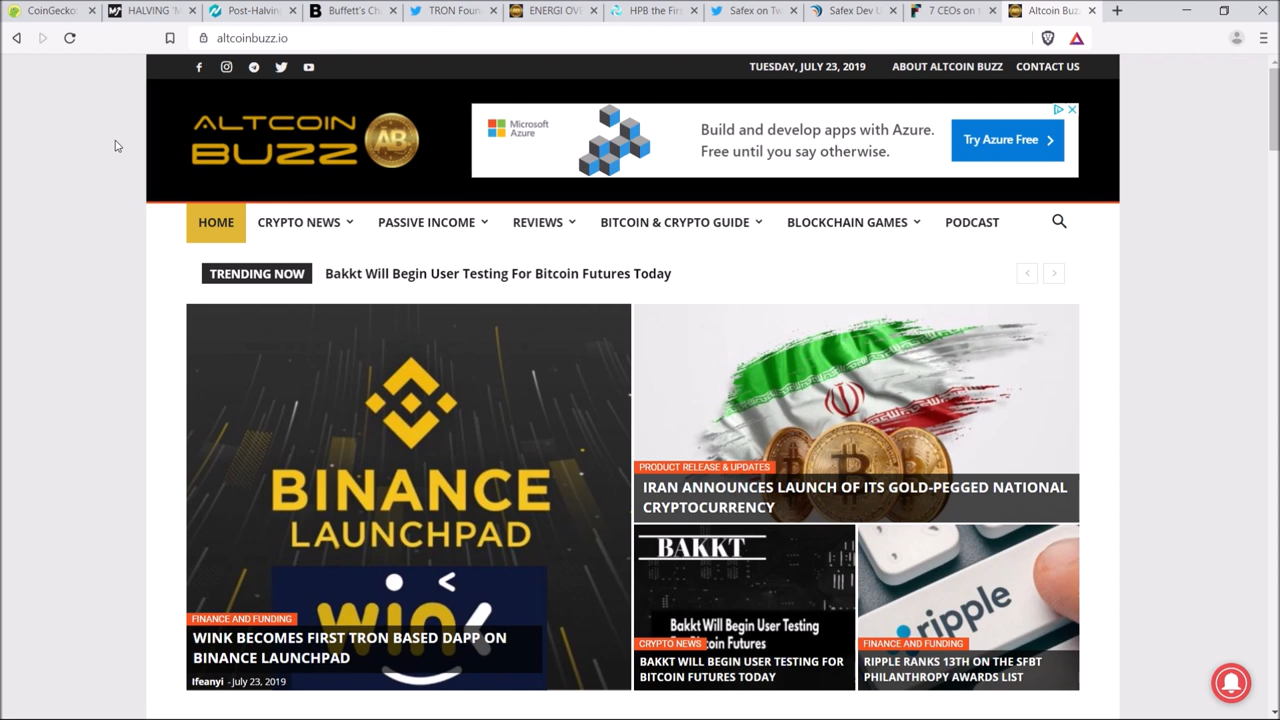 CoinGecko:
HALVING '
Post-Halvin
Buffett's Ch
TRON Foun
ENERGI OV
HPB the Fir
Safex on Tw
Safex Dev U
7 CEOs on t
Altcoin Buz
altcoinbuzz.io
TUESDAY, JULY 23, 2019
ABOUT ALTCOIN BUZZ
CONTACT US
ALTCOIN
BUZZ
AB
Microsoft
Azure
Build and develop apps with Azure.
Free until you say otherwise.
Try Azure Free
HOME
CRYPTO NEWS
PASSIVE INCOME
REVIEWS
BITCOIN & CRYPTO GUIDE
BLOCKCHAIN GAMES
PODCAST
TRENDING NOW
Bakkt Will Begin User Testing For Bitcoin Futures Today
BINANCE
LAUNCHPAD
wink
FINANCE AND FUNDING
WINK BECOMES FIRST TRON BASED DAPP ON
BINANCE LAUNCHPAD
Ifeanyi - July 23, 2019
PRODUCT RELEASE & UPDATES
IRAN ANNOUNCES LAUNCH OF ITS GOLD-PEGGED NATIONAL
CRYPTOCURRENCY
BAKKT
Bakkt Will Begin User Testing
coin Futures
CRYPTO NEWS
BAKKT WILL BEGIN USER TESTING FOR
BITCOIN FUTURES TODAY
ripple
FINANCE AND FUNDING
RIPPLE RANKS 13TH ON THE SFBT
PHILANTHROPY AWARDS LIST